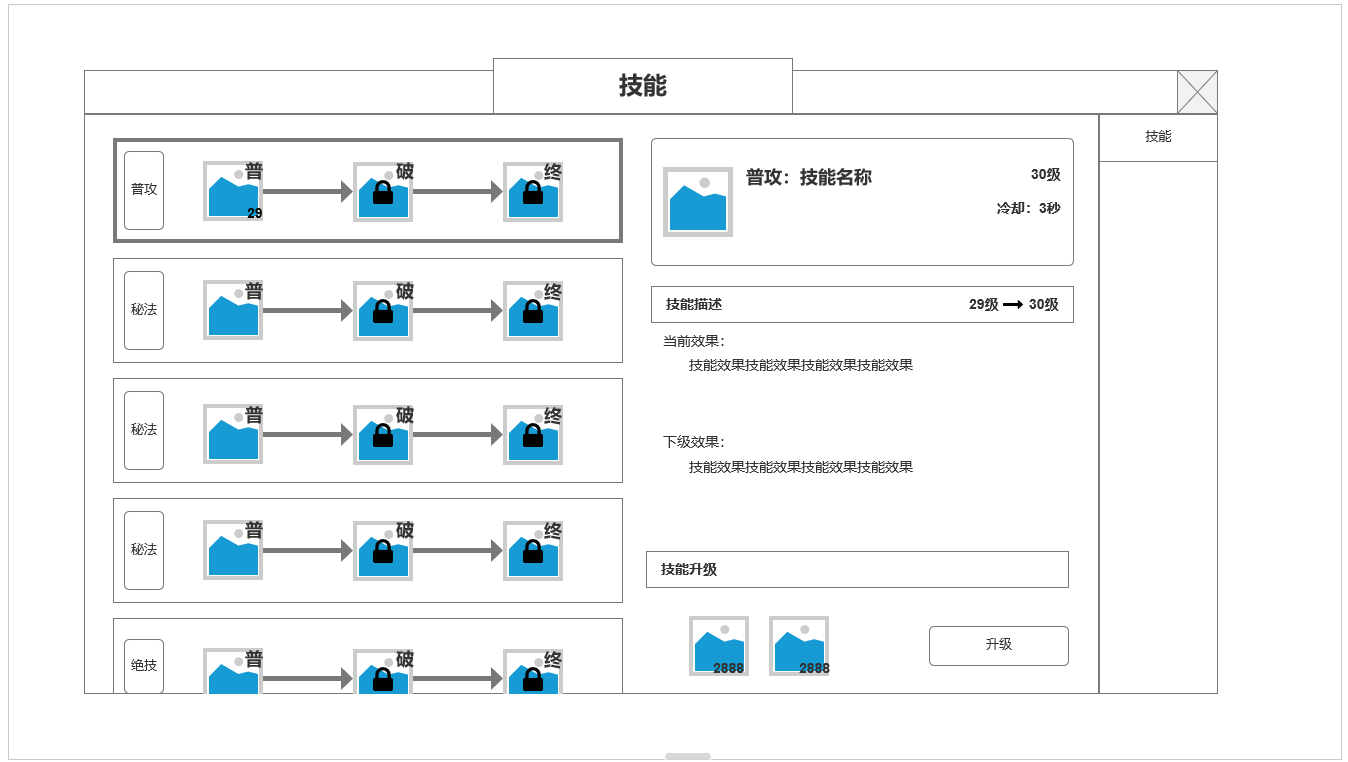 技能
技能
普攻
普
29
破
终
秘法
普
破
终
秘法
普
破
终
秘法
普
破
终
绝技
普
破
终
普攻：技能名称
30级
冷却：3秒
技能描述
29级
30级
当前效果：
技能效果技能效果技能效果技能效果
下级效果：
技能效果技能效果技能效果技能效果
技能升级
2888
2888
升级